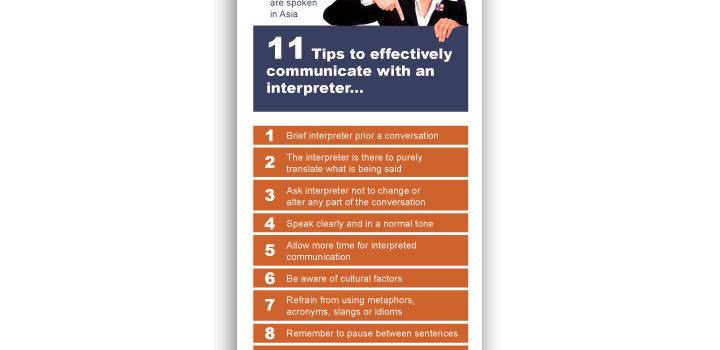 are spoken
in Asia
11 Tips to effectively
communicate with an
interpreter...
1 Brief interpreter prior a conversation
2 The interpreter is there to purely
translate what is being said
3 Ask interpreter not to change or
alter any part of the conversation
4 Speak clearly and in a normal tone
5 Allow more time for interpreted
communication
6 Be aware of cultural factors
7 Refrain from using metaphors,
acronyms, slangs or idioms
8 Remember to pause between sentences